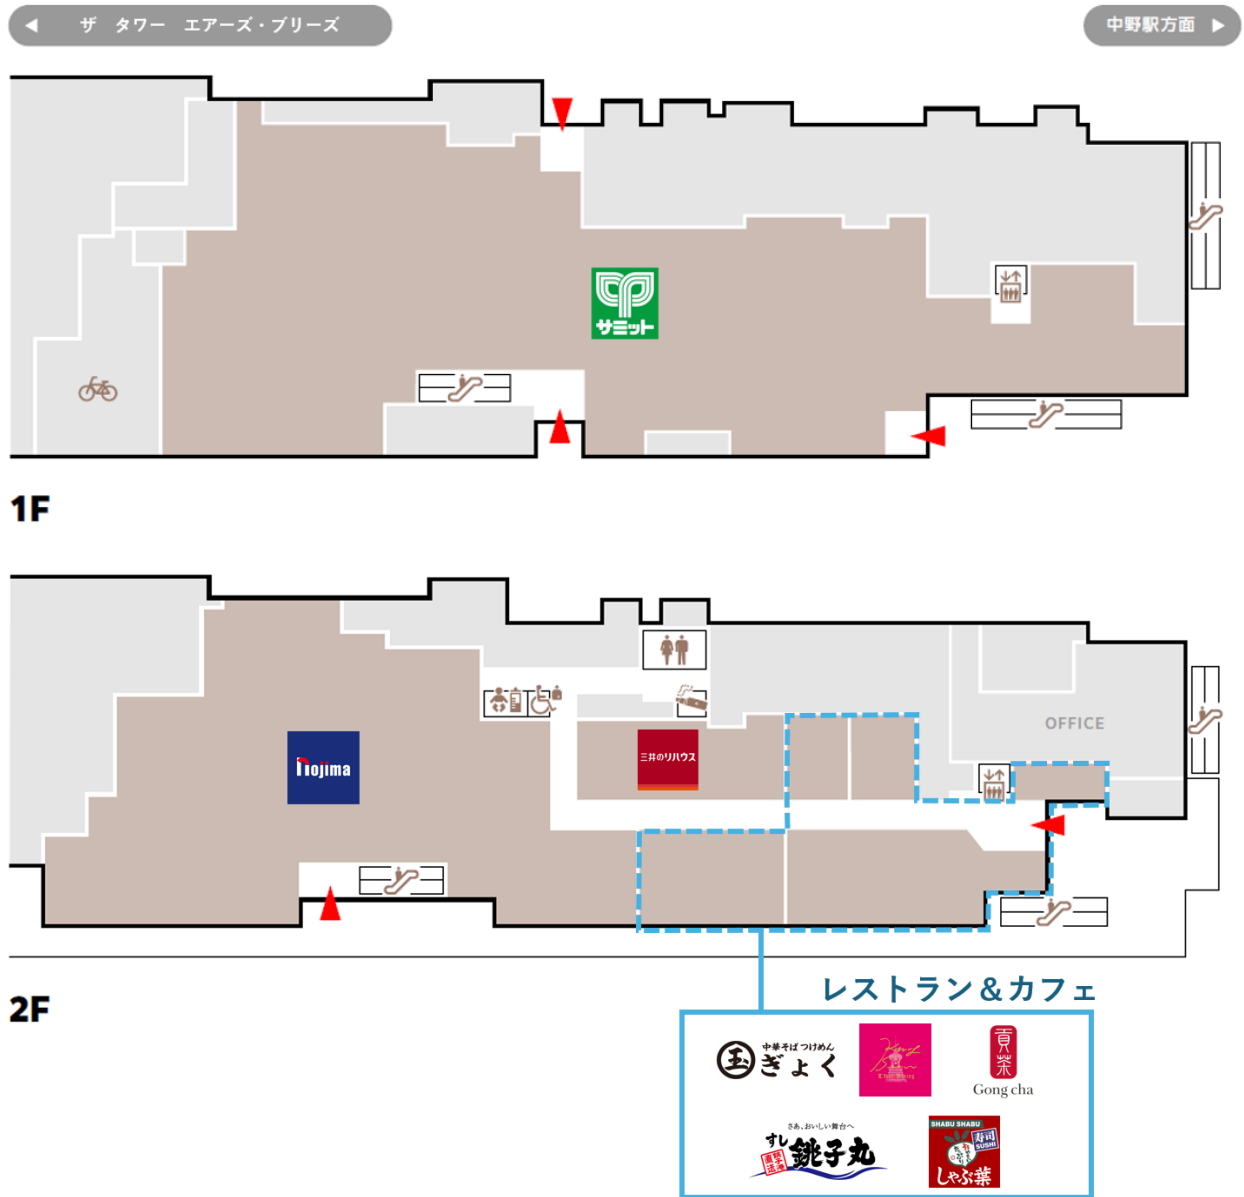 ◀ ザ タワー エアーズ・ブリーズ
中野駅方面 ▶
サミット
1F
nojima
三井のリハウス
OFFICE
2F
レストラン＆カフェ
玉
中華そば つけめん
ぎょく
貢茶
Gong cha
さあ、おいしい舞台へ
すし
銚子丸
直送
SHABU SHABU
寿司
SUSHI
しゃぶ葉